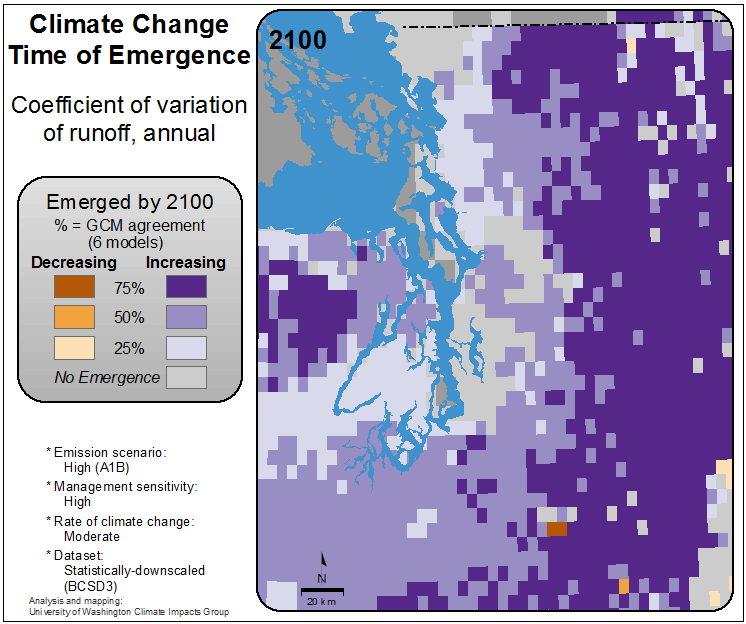 Climate Change
Time of Emergence
Coefficient of variation
of runoff, annual
Emerged by 2100
% = GCM agreement
(6 models)
Decreasing Increasing
75%
50%
25%
No Emergence
* Emission scenario:
High (A1B)
* Management sensitivity:
High
* Rate of climate change:
Moderate
* Dataset:
Statistically-downscaled
(BCSD3)
Analysis and mapping:
University of Washington Climate Impacts Group
2100
N
20 km